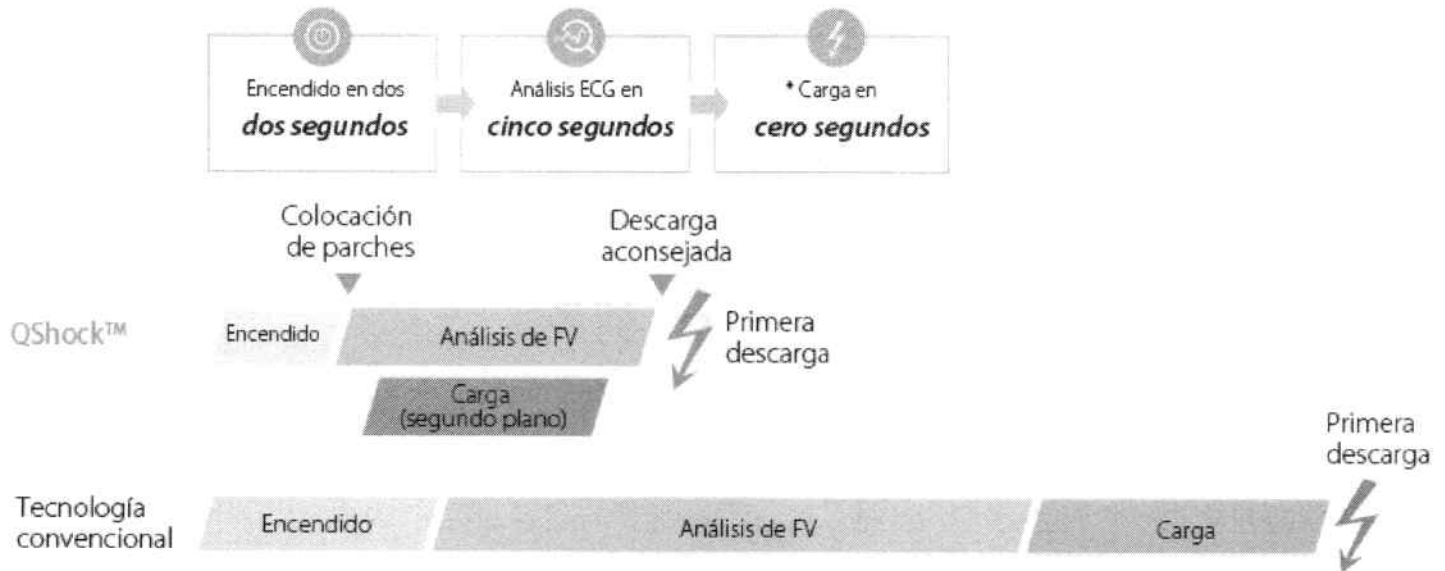 Encendido en dos
dos segundos
Análisis ECG en
cinco segundos
* Carga en
cero segundos
Colocación
de parches
Descarga
aconsejada
QShock™
Encendido
Análisis de FV
Primera
descarga
Carga
(segundo plano)
Primera
descarga
Tecnología
convencional
Encendido
Análisis de FV
Carga